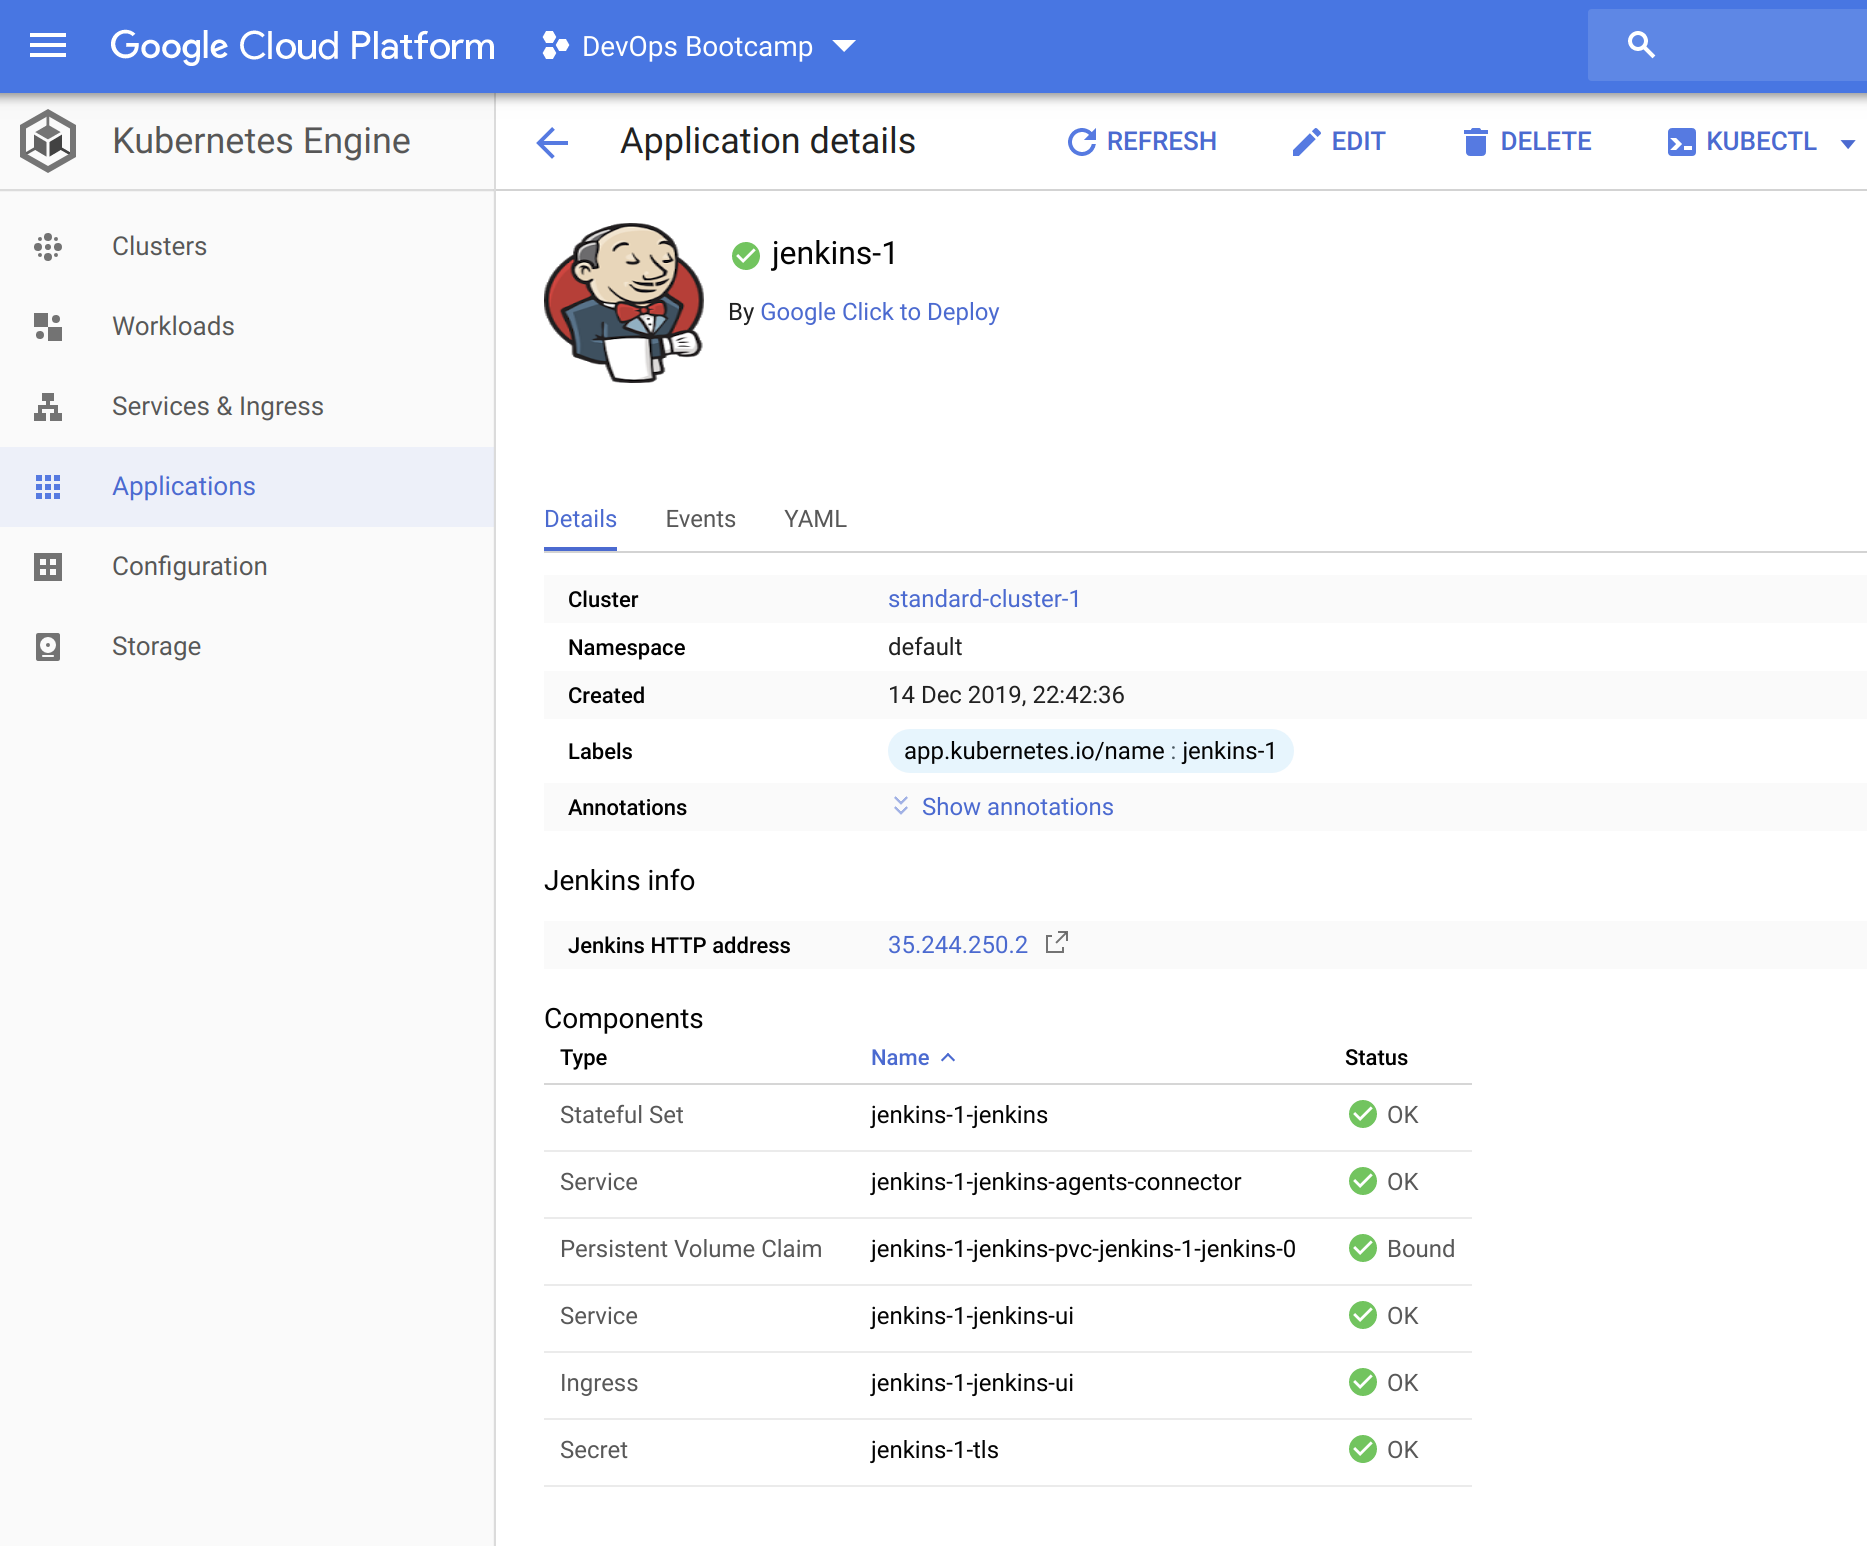 Google Cloud Platform DevOps Bootcamp
Kubernetes Engine
Application details REFRESH EDIT DELETE KUBECTL
Clusters
Workloads
Services & Ingress
Applications
Configuration
Storage
jenkins-1
By Google Click to Deploy
Details Events YAML
Cluster standard-cluster-1
Namespace default
Created 14 Dec 2019, 22:42:36
Labels app.kubernetes.io/name : jenkins-1
Annotations Show annotations
Jenkins info
Jenkins HTTP address 35.244.250.2
Components
Type Name Status
Stateful Set jenkins-1-jenkins OK
Service jenkins-1-jenkins-agents-connector OK
Persistent Volume Claim jenkins-1-jenkins-pvc-jenkins-1-jenkins-0 Bound
Service jenkins-1-jenkins-ui OK
Ingress jenkins-1-jenkins-ui OK
Secret jenkins-1-tls OK